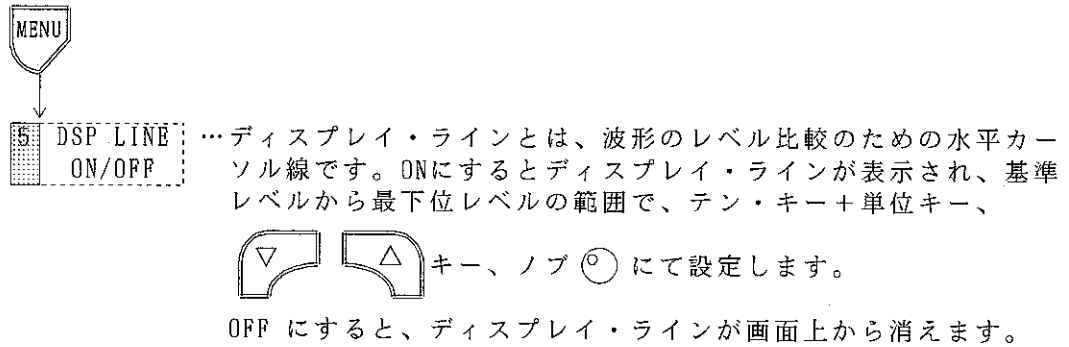 MENU
5 DSP LINE …ディスプレイ・ラインとは、波形のレベル比較のための水平カー
ON/OFF ソル線です。ONにするとディスプレイ・ラインが表示され、基準
レベルから最下位レベルの範囲で、テン・キー+単位キー、
▽ △ キー、ノブ にて設定します。
OFF にすると、ディスプレイ・ラインが画面上から消えます。